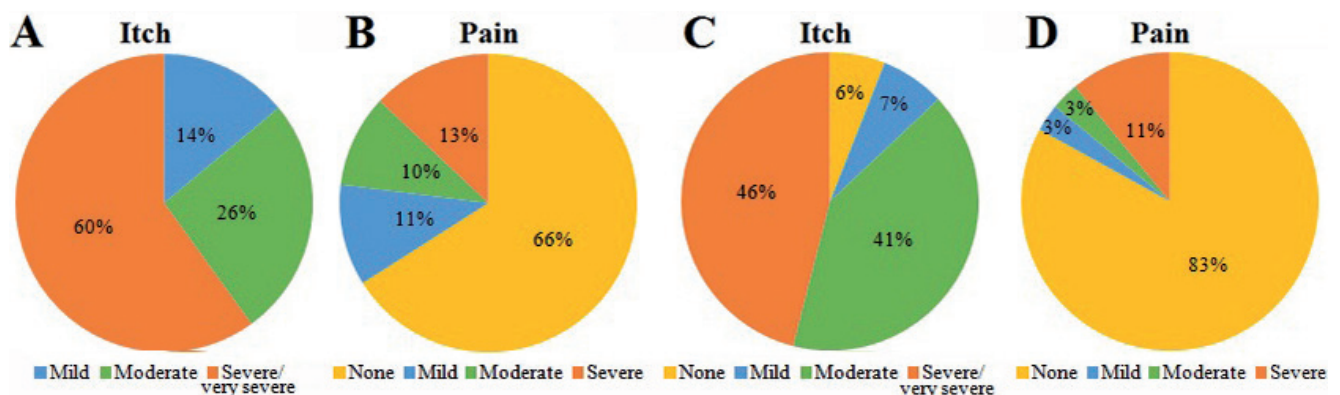 A Itch
14%
26%
60%
Mild Moderate Severe/
very severe
B Pain
13%
10%
11%
66%
None Mild Moderate Severe
C Itch
6%
7%
46%
41%
None Mild Moderate Severe/
very severe
D Pain
3%
3%
11%
83%
None Mild Moderate Severe